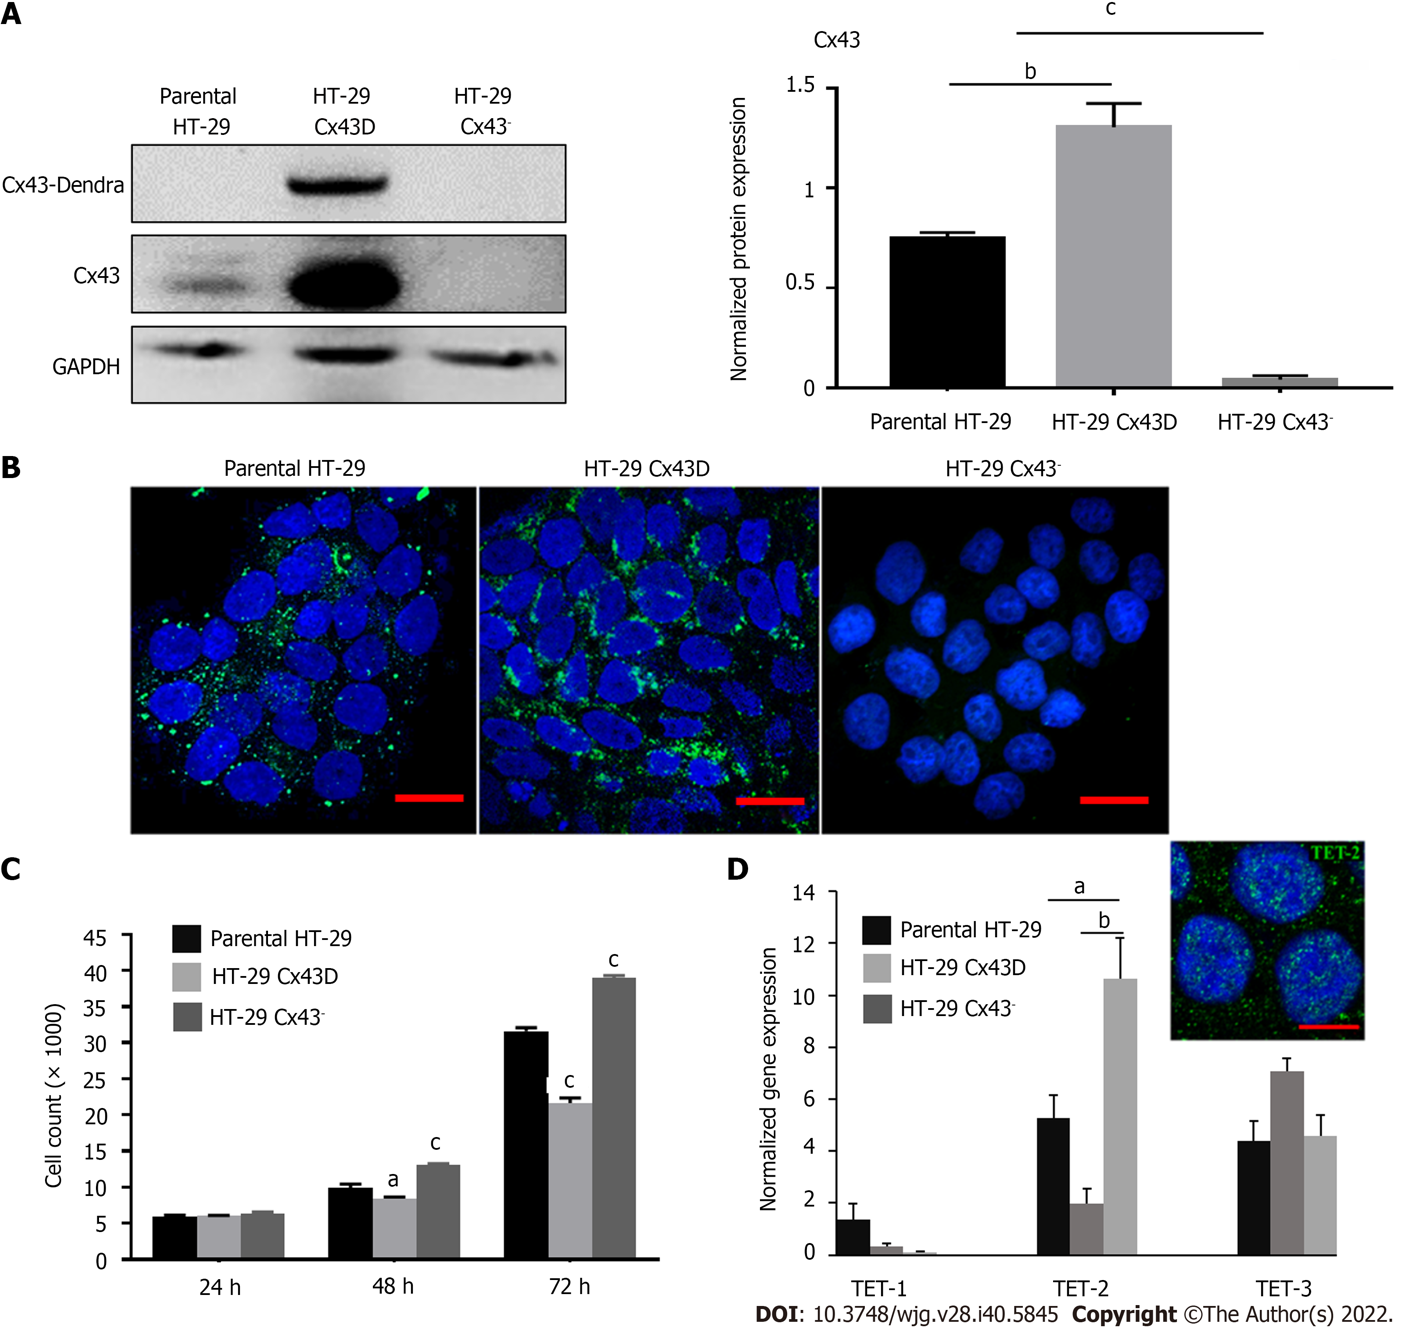 A
Parental
HT-29
HT-29
Cx43D
HT-29
Cx43-
Cx43-Dendra
Cx43
GAPDH
Cx43
c
b
Normalized protein expression
1.5
1
0.5
0
Parental HT-29
HT-29 Cx43D
HT-29 Cx43-
B
Parental HT-29
HT-29 Cx43D
HT-29 Cx43-
C
Cell count (× 1000)
45
40
35
30
25
20
15
10
5
0
Parental HT-29
HT-29 Cx43D
HT-29 Cx43-
a
c
c
c
24 h
48 h
72 h
D
Normalized gene expression
14
12
10
8
6
4
2
0
Parental HT-29
HT-29 Cx43D
HT-29 Cx43-
a
b
TET-2
TET-1
TET-2
TET-3
DOI: 10.3748/wjg.v28.i40.5845 Copyright ©The Author(s) 2022.